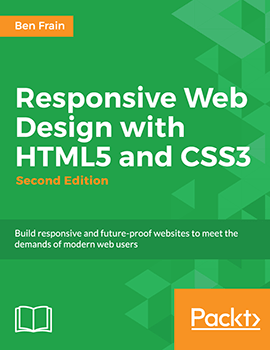 Ben Frain
Responsive Web
Design with
HTML5 and CSS3
Second Edition
Build responsive and future-proof websites to meet the
demands of modern web users
Packt>